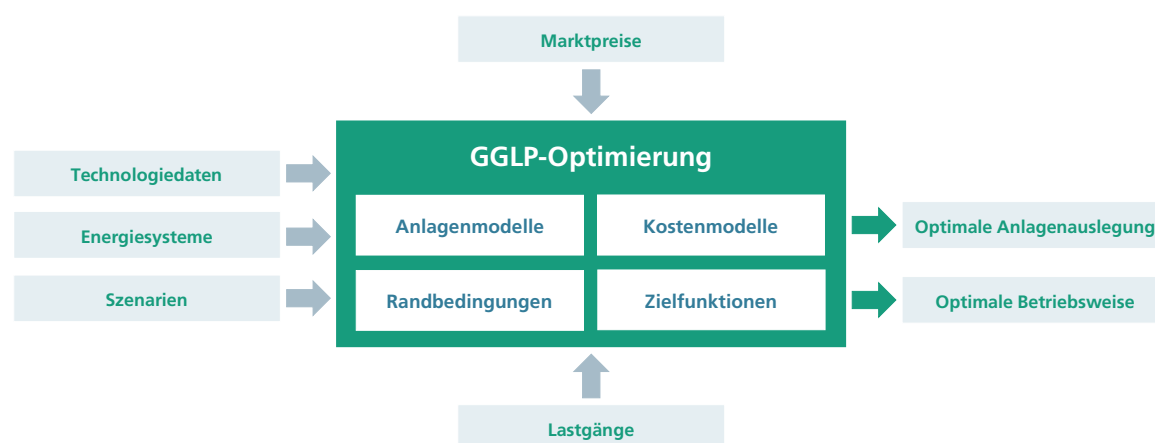 Marktpreise
GGLP-Optimierung
Technologiedaten
Energiesysteme
Szenarien
Anlagenmodelle
Kostenmodelle
Randbedingungen
Zielfunktionen
Optimale Anlagenauslegung
Optimale Betriebsweise
Lastgänge